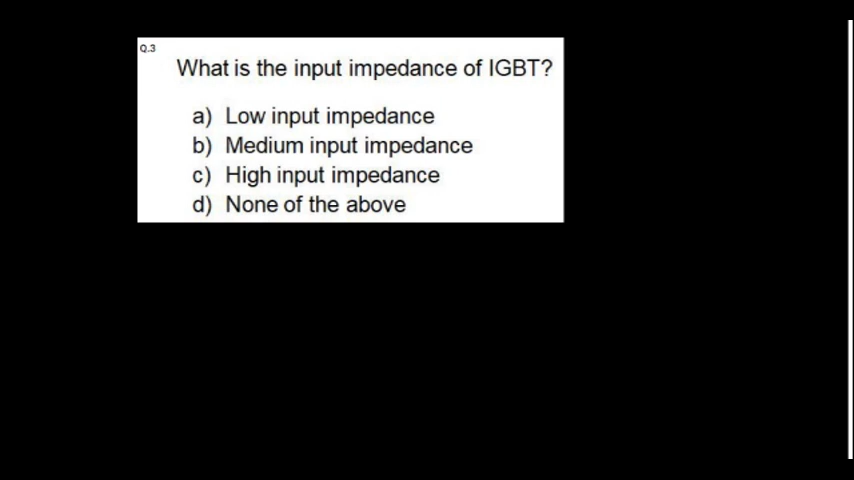 Q.3
What is the input impedance of IGBT?
a) Low input impedance
b) Medium input impedance
c) High input impedance
d) None of the above